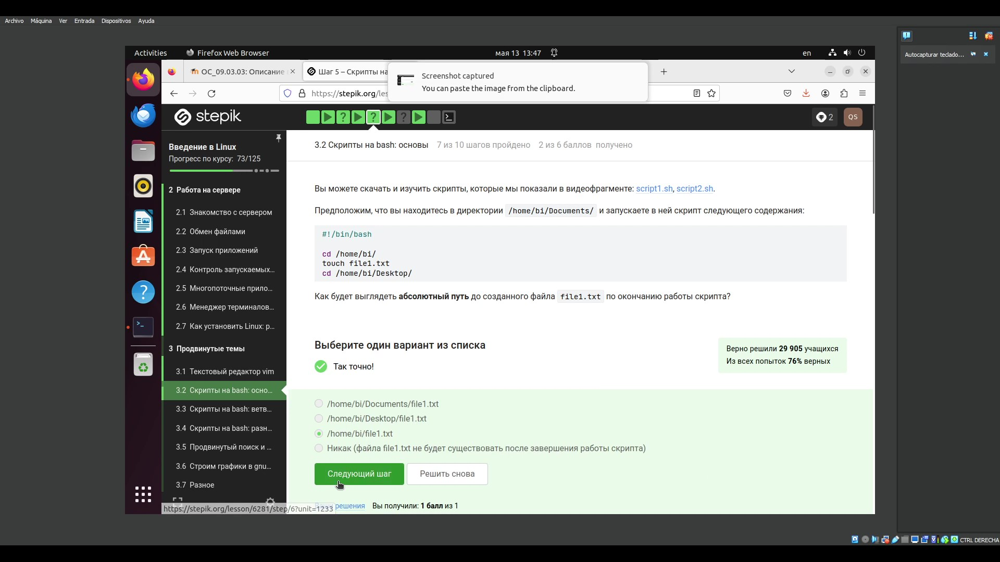 Archivo Máquina Ver Entrada Dispositivos Ayuda
Autocapturar teclado...
Activities Firefox Web Browser мая 13 13:47 en
ОС_09.03.03: Описание Шаг 5 – Скрипты на
Screenshot captured
You can paste the image from the clipboard.
https://stepik.org/les
stepik
2 QS
Введение в Linux
Прогресс по курсу: 73/125
2 Работа на сервере
2.1 Знакомство с сервером
2.2 Обмен файлами
2.3 Запуск приложений
2.4 Контроль запускаемых...
2.5 Многопоточные прило...
2.6 Менеджер терминалов...
2.7 Как установить Linux: р...
3 Продвинутые темы
3.1 Текстовый редактор vim
3.2 Скрипты на bash: осно...
3.3 Скрипты на bash: ветв...
3.4 Скрипты на bash: разн...
3.5 Продвинутый поиск и ...
3.6 Строим графики в gnu...
3.7 Разное
3.2 Скрипты на bash: основы 7 из 10 шагов пройдено 2 из 6 баллов получено
Вы можете скачать и изучить скрипты, которые мы показали в видеофрагменте: script1.sh, script2.sh.
Предположим, что вы находитесь в директории /home/bi/Documents/ и запускаете в ней скрипт следующего содержания:
#!/bin/bash
cd /home/bi/
touch file1.txt
cd /home/bi/Desktop/
Как будет выглядеть абсолютный путь до созданного файла file1.txt по окончанию работы скрипта?
Выберите один вариант из списка
Так точно!
Верно решили 29 905 учащихся
Из всех попыток 76% верных
/home/bi/Documents/file1.txt
/home/bi/Desktop/file1.txt
/home/bi/file1.txt
Никак (файла file1.txt не будет существовать после завершения работы скрипта)
Следующий шаг Решить снова
решения Вы получили: 1 балл из 1
https://stepik.org/lesson/6281/step/6?unit=1233
CTRL DERECHA